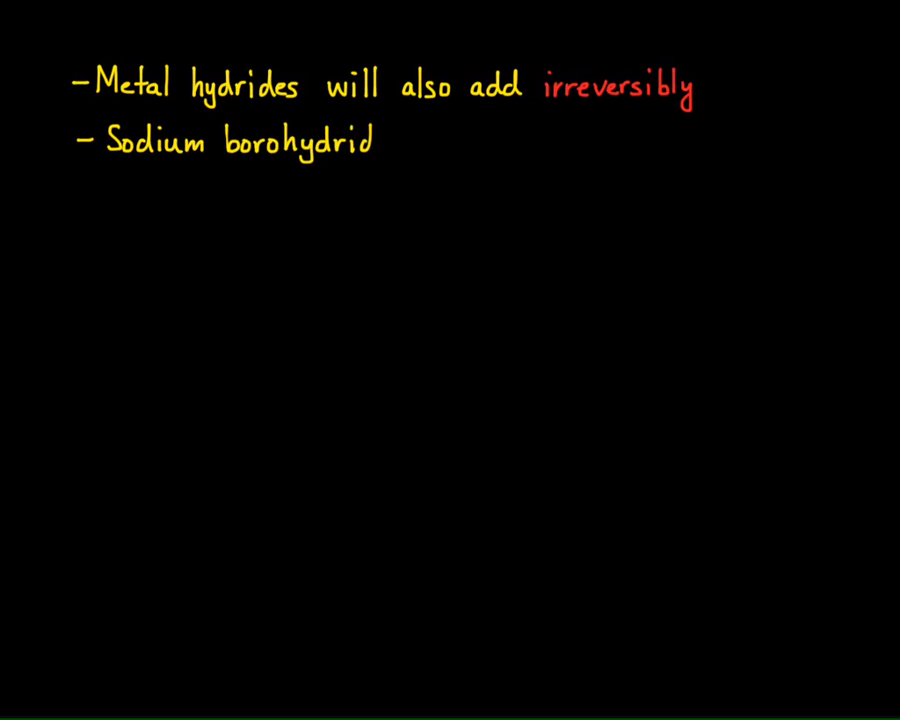 - Metal hydrides will also add irreversibly
- Sodium borohydrid